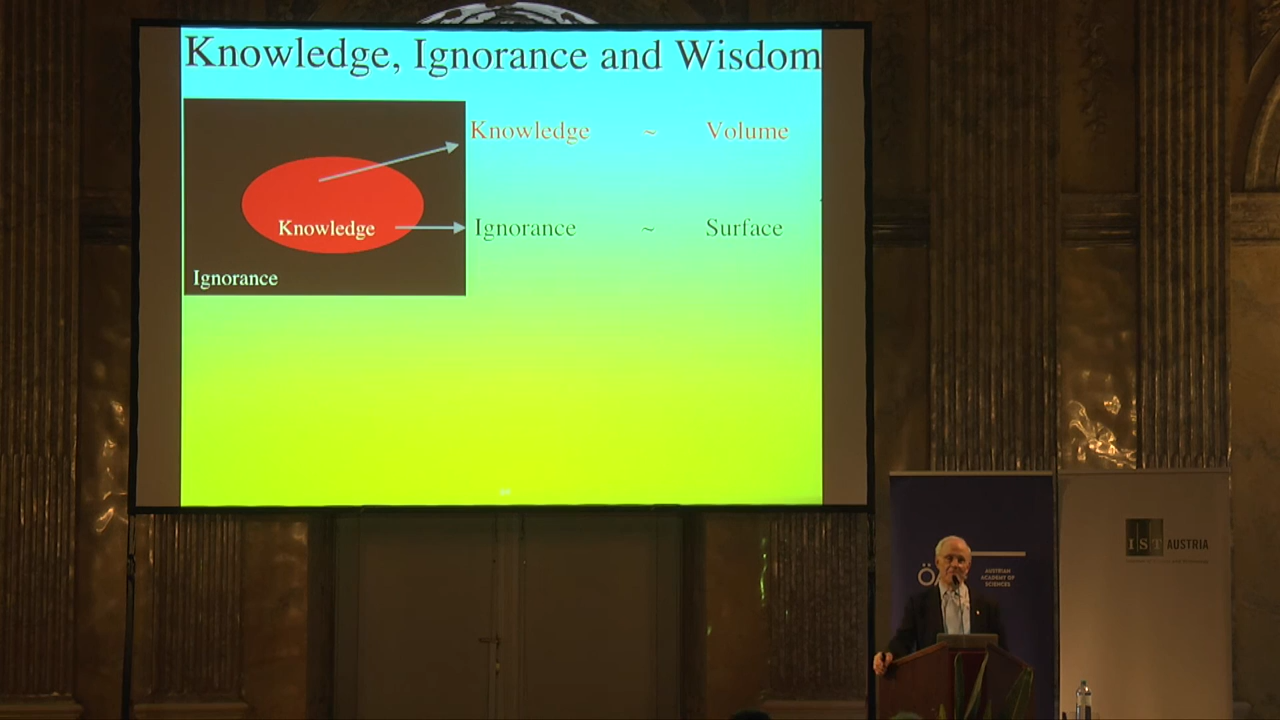 Knowledge, Ignorance and Wisdom
Knowledge ~ Volume
Knowledge
Ignorance ~ Surface
Ignorance
IST AUSTRIA
AUSTRIAN
ACADEMY OF
SCIENCES